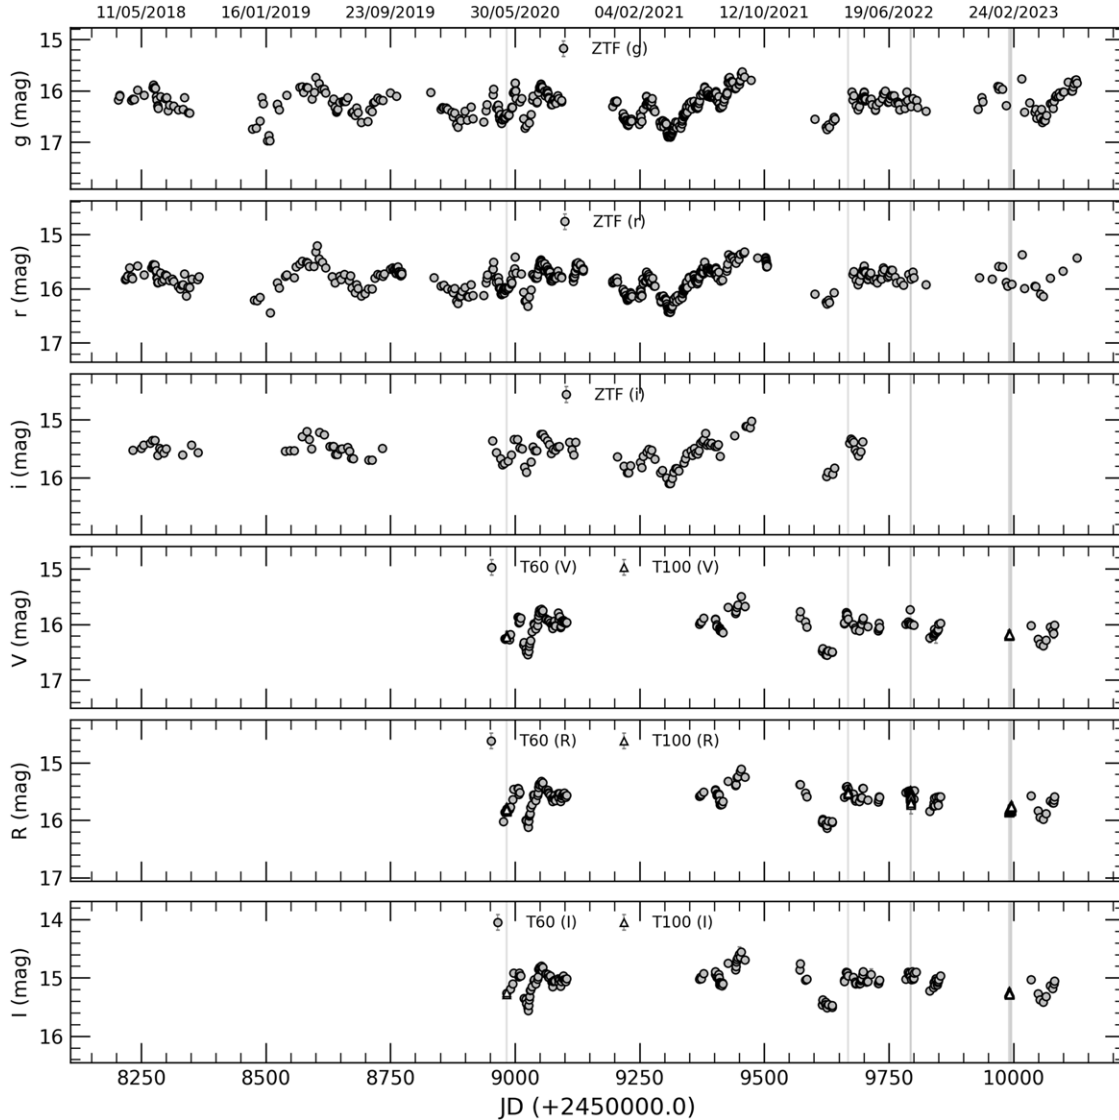 11/05/2018 16/01/2019 23/09/2019 30/05/2020 04/02/2021 12/10/2021 19/06/2022 24/02/2023
ZTF (g)
15
16
17
g (mag)
ZTF (r)
15
16
17
r (mag)
ZTF (i)
15
16
i (mag)
T60 (V) T100 (V)
15
16
17
V (mag)
T60 (R) T100 (R)
15
16
17
R (mag)
T60 (I) T100 (I)
14
15
16
I (mag)
8250 8500 8750 9000 9250 9500 9750 10000
JD (+2450000.0)